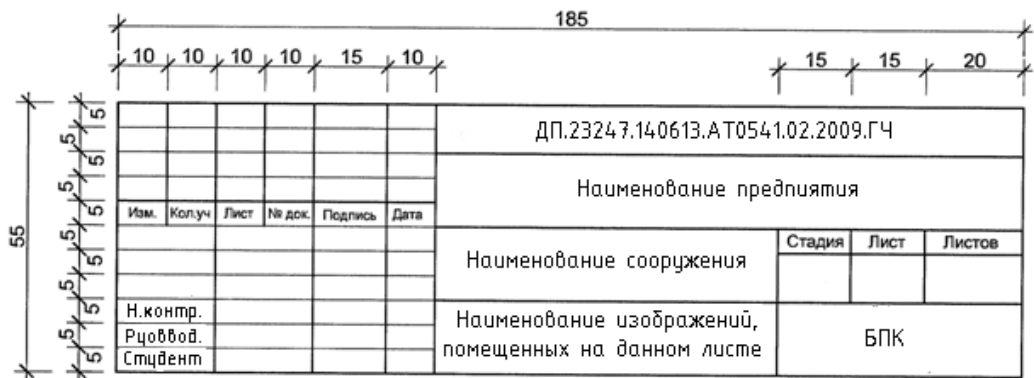 185
10 10 10 10 15 10 15 15 20
55
5 5 5 5 5 5 5 5 5 5 5
ДП.23247.140613.АТ0541.02.2009.ГЧ
Наименование предпиятия
Изм. Кол.уч Лист № док. Подпись Дата
Наименование сооружения
Стадия Лист Листов
Н.контр.
Руовбод.
Студент
Наименование изображений,
помещенных на данном листе
БПК